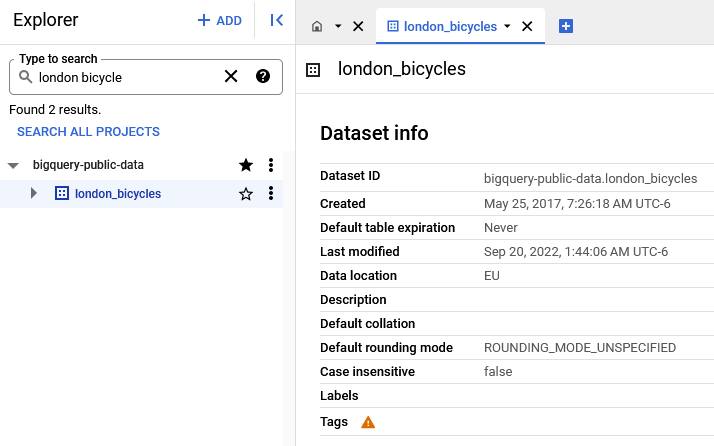 Explorer
+ ADD
Type to search
london bicycle
Found 2 results.
SEARCH ALL PROJECTS
bigquery-public-data
london_bicycles
london_bicycles
london_bicycles
Dataset info
Dataset ID bigquery-public-data.london_bicycles
Created May 25, 2017, 7:26:18 AM UTC-6
Default table expiration Never
Last modified Sep 20, 2022, 1:44:06 AM UTC-6
Data location EU
Description
Default collation
Default rounding mode ROUNDING_MODE_UNSPECIFIED
Case insensitive false
Labels
Tags